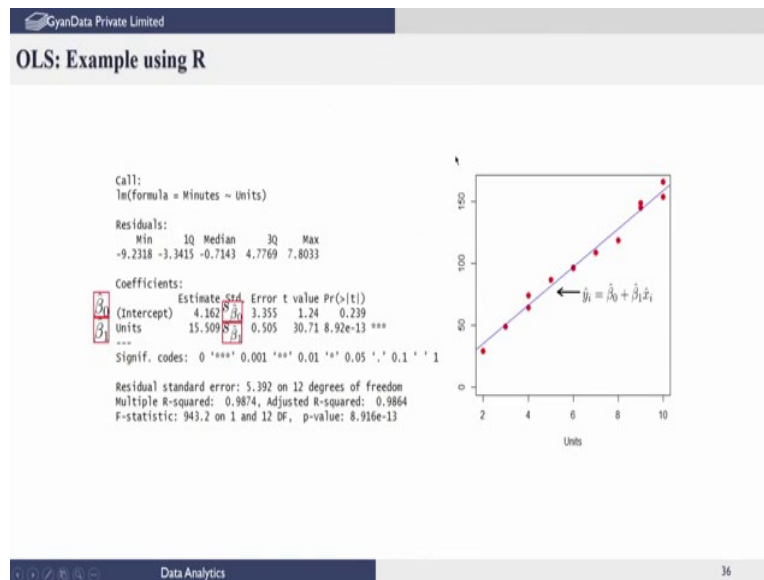 GyanData Private Limited
OLS: Example using R
Call:
lm(formula = Minutes ~ Units)
Residuals:
Min 1Q Median 3Q Max
-9.2318 -3.3415 -0.7143 4.7769 7.8033
Coefficients:
Estimate Std. Error t value Pr(>|t|)
β̂₀ (Intercept) 4.162 S β̂₀ 3.355 1.24 0.239
β̂₁ Units 15.509 S β̂₁ 0.505 30.71 8.92e-13 ***
---
Signif. codes: 0 '***' 0.001 '**' 0.01 '*' 0.05 '.' 0.1 ' ' 1
Residual standard error: 5.392 on 12 degrees of freedom
Multiple R-squared: 0.9874, Adjusted R-squared: 0.9864
F-statistic: 943.2 on 1 and 12 DF, p-value: 8.916e-13
150
100
50
0
ŷᵢ = β̂₀ + β̂₁x̂ᵢ
2 4 6 8 10
Units
Data Analytics 36